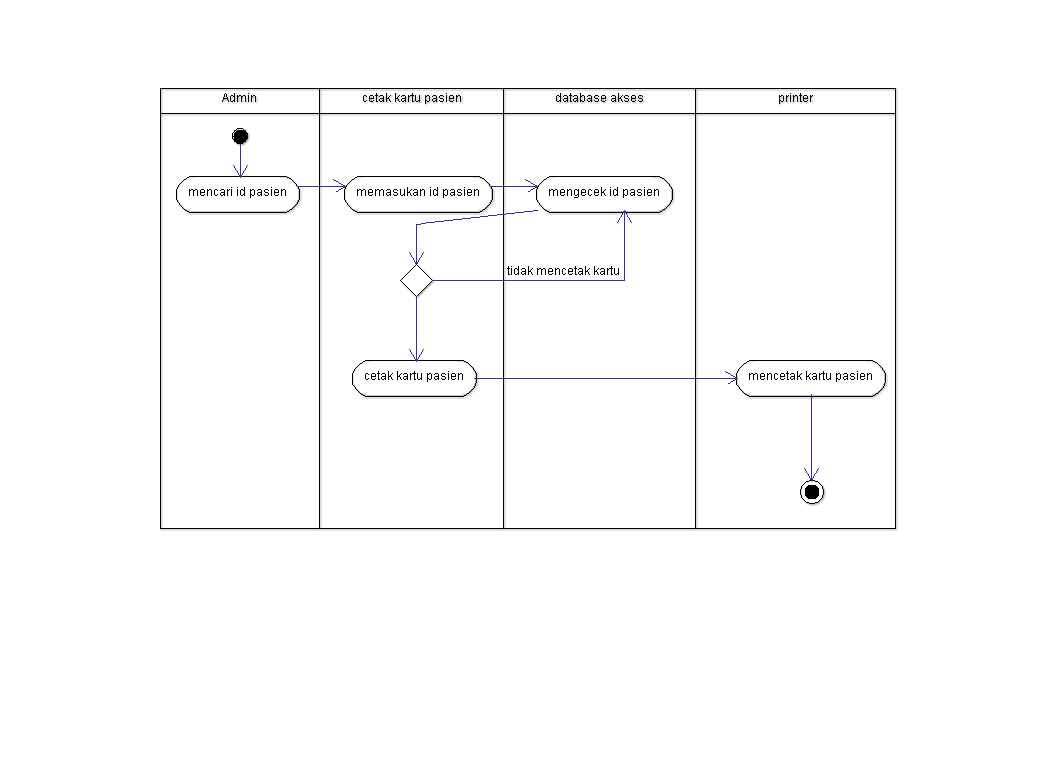 Admin
cetak kartu pasien
database akses
printer
mencari id pasien
memasukan id pasien
mengecek id pasien
tidak mencetak kartu
cetak kartu pasien
mencetak kartu pasien